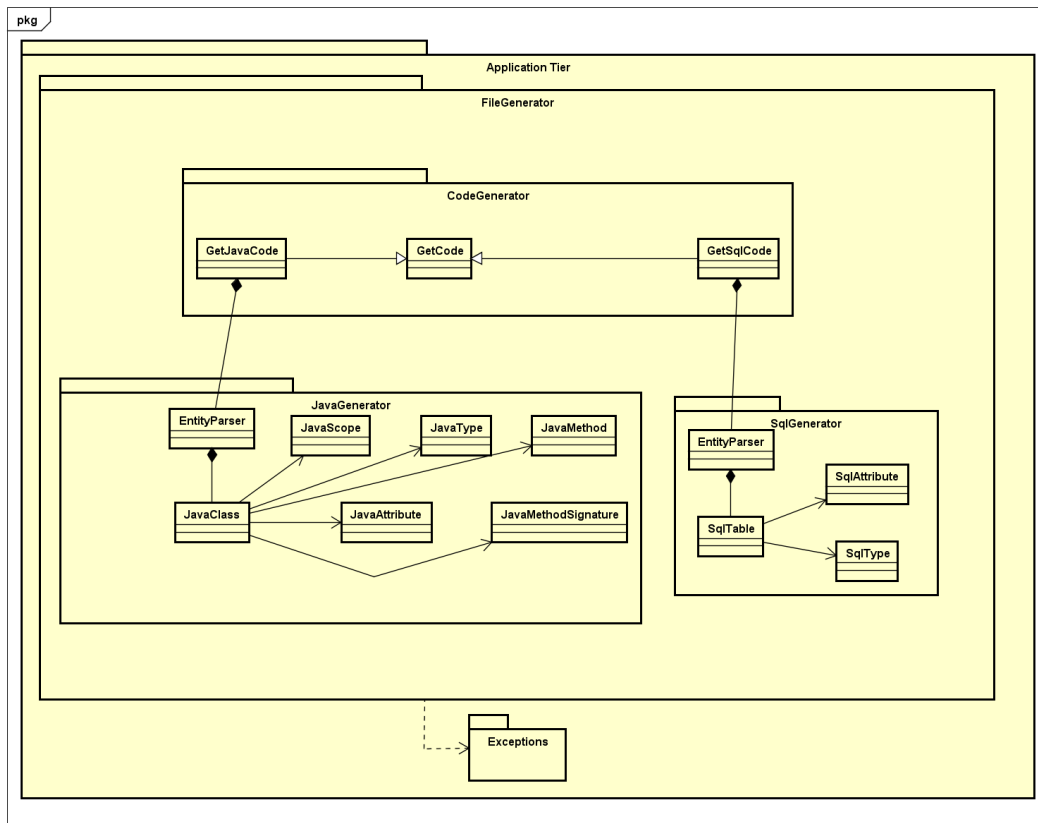 pkg
Application Tier
FileGenerator
CodeGenerator
GetJavaCode
GetCode
GetSqlCode
JavaGenerator
EntityParser
JavaScope
JavaType
JavaMethod
JavaClass
JavaAttribute
JavaMethodSignature
SqlGenerator
EntityParser
SqlAttribute
SqlTable
SqlType
Exceptions